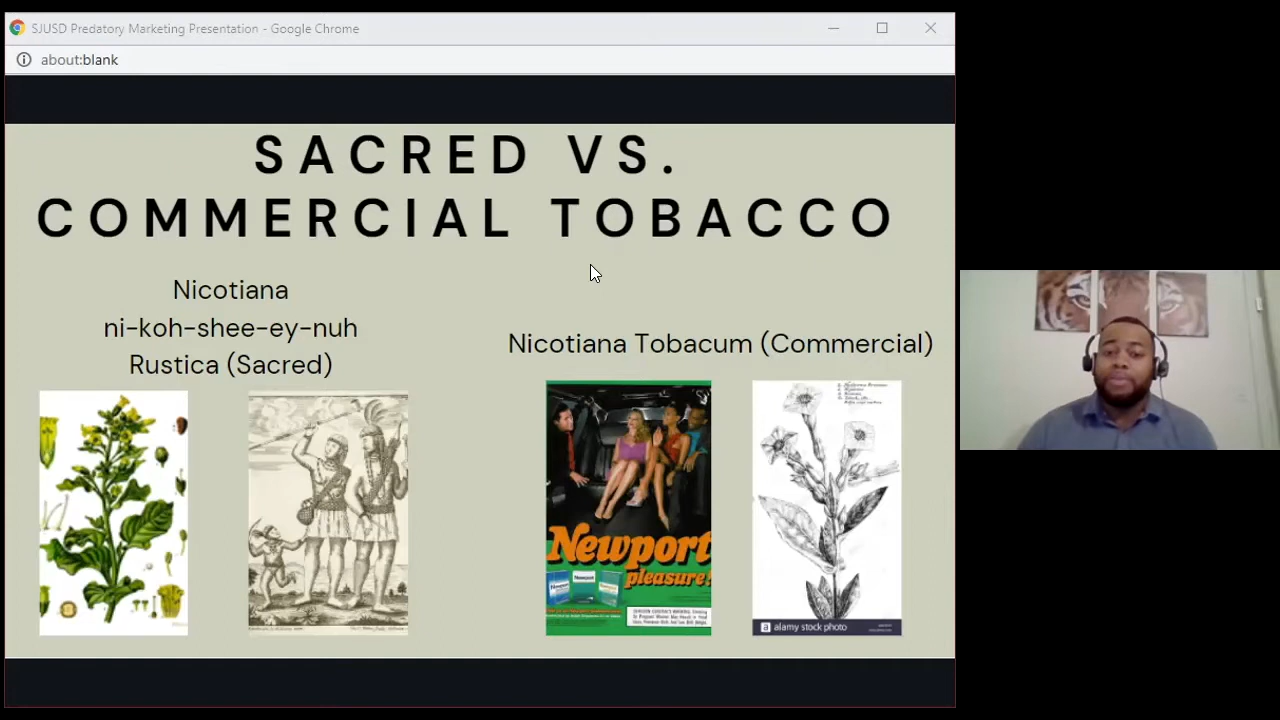 SJUSD Predatory Marketing Presentation - Google Chrome
about:blank
SACRED VS.
COMMERCIAL TOBACCO
Nicotiana
ni-koh-shee-ey-nuh
Rustica (Sacred)
Nicotiana Tobacum (Commercial)
Newport
pleasure!
a alamy stock photo